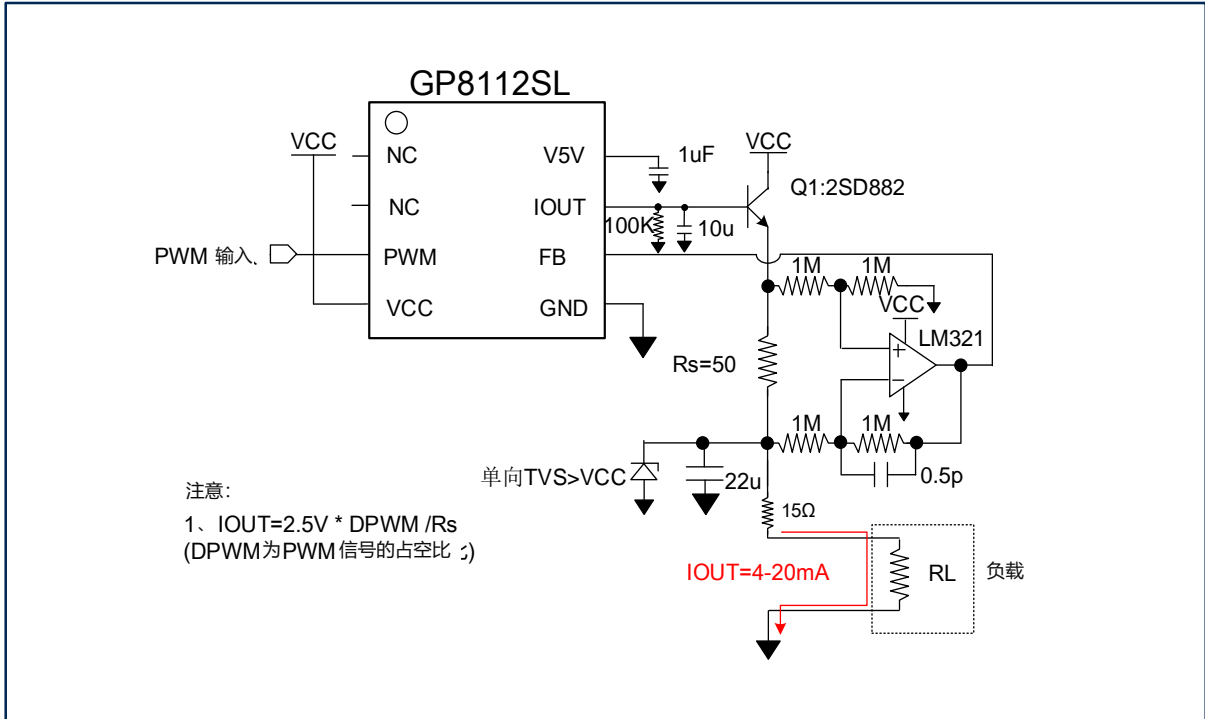 GP8112SL
VCC
NC
NC
PWM
VCC
V5V
IOUT
FB
GND
PWM 输入
1uF
100K
10u
VCC
Q1:2SD882
1M
1M
VCC
LM321
+
−
Rs=50
1M
1M
0.5p
单向TVS>VCC
22u
15Ω
IOUT=4-20mA
RL
负载
注意：
1、IOUT=2.5V * DPWM /Rs
(DPWM为PWM信号的占空比)